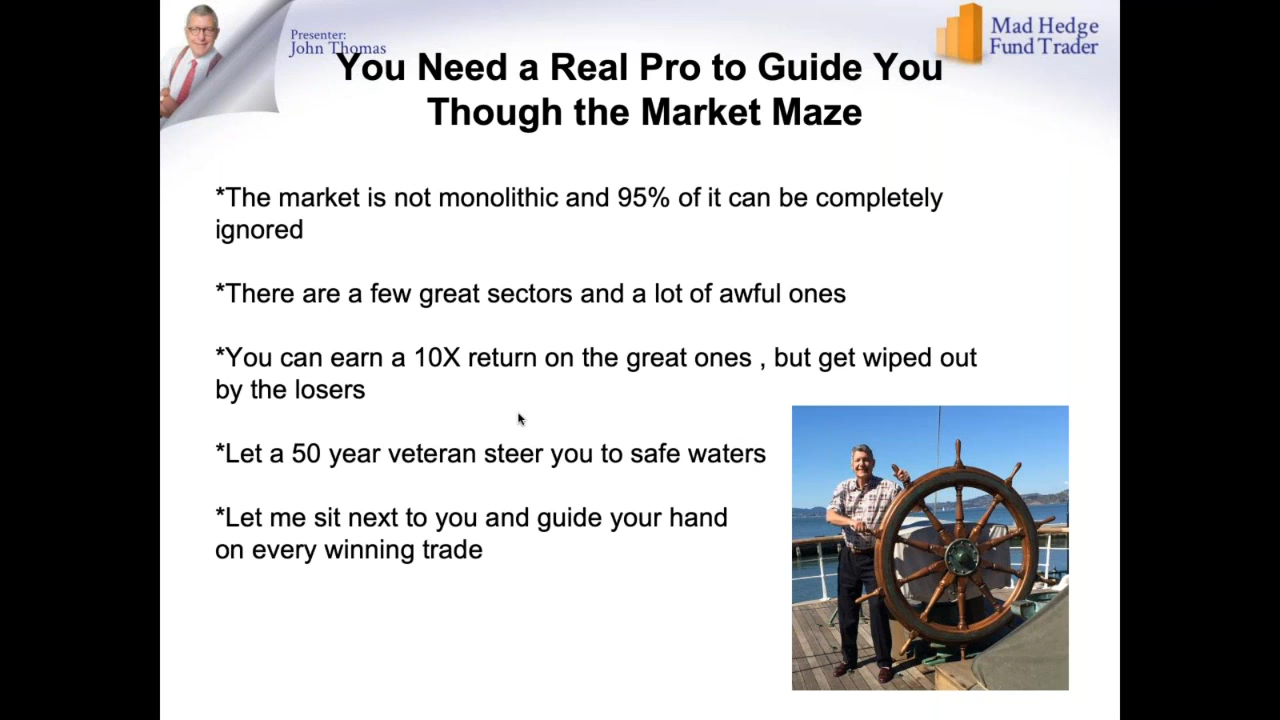 Presenter:
John Thomas
Mad Hedge
Fund Trader
You Need a Real Pro to Guide You
Though the Market Maze
*The market is not monolithic and 95% of it can be completely
ignored
*There are a few great sectors and a lot of awful ones
*You can earn a 10X return on the great ones , but get wiped out
by the losers
*Let a 50 year veteran steer you to safe waters
*Let me sit next to you and guide your hand
on every winning trade